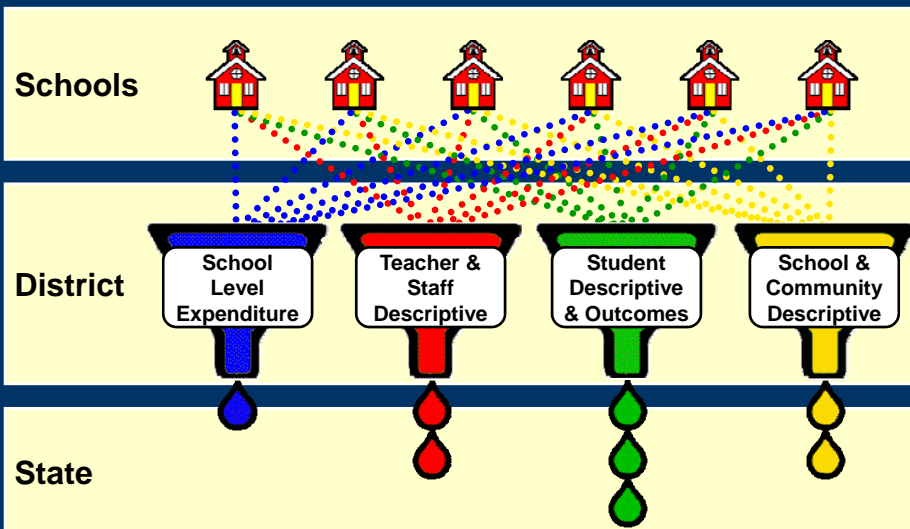 Schools
District
School
Level
Expenditure
Teacher &
Staff
Descriptive
Student
Descriptive
& Outcomes
School &
Community
Descriptive
State